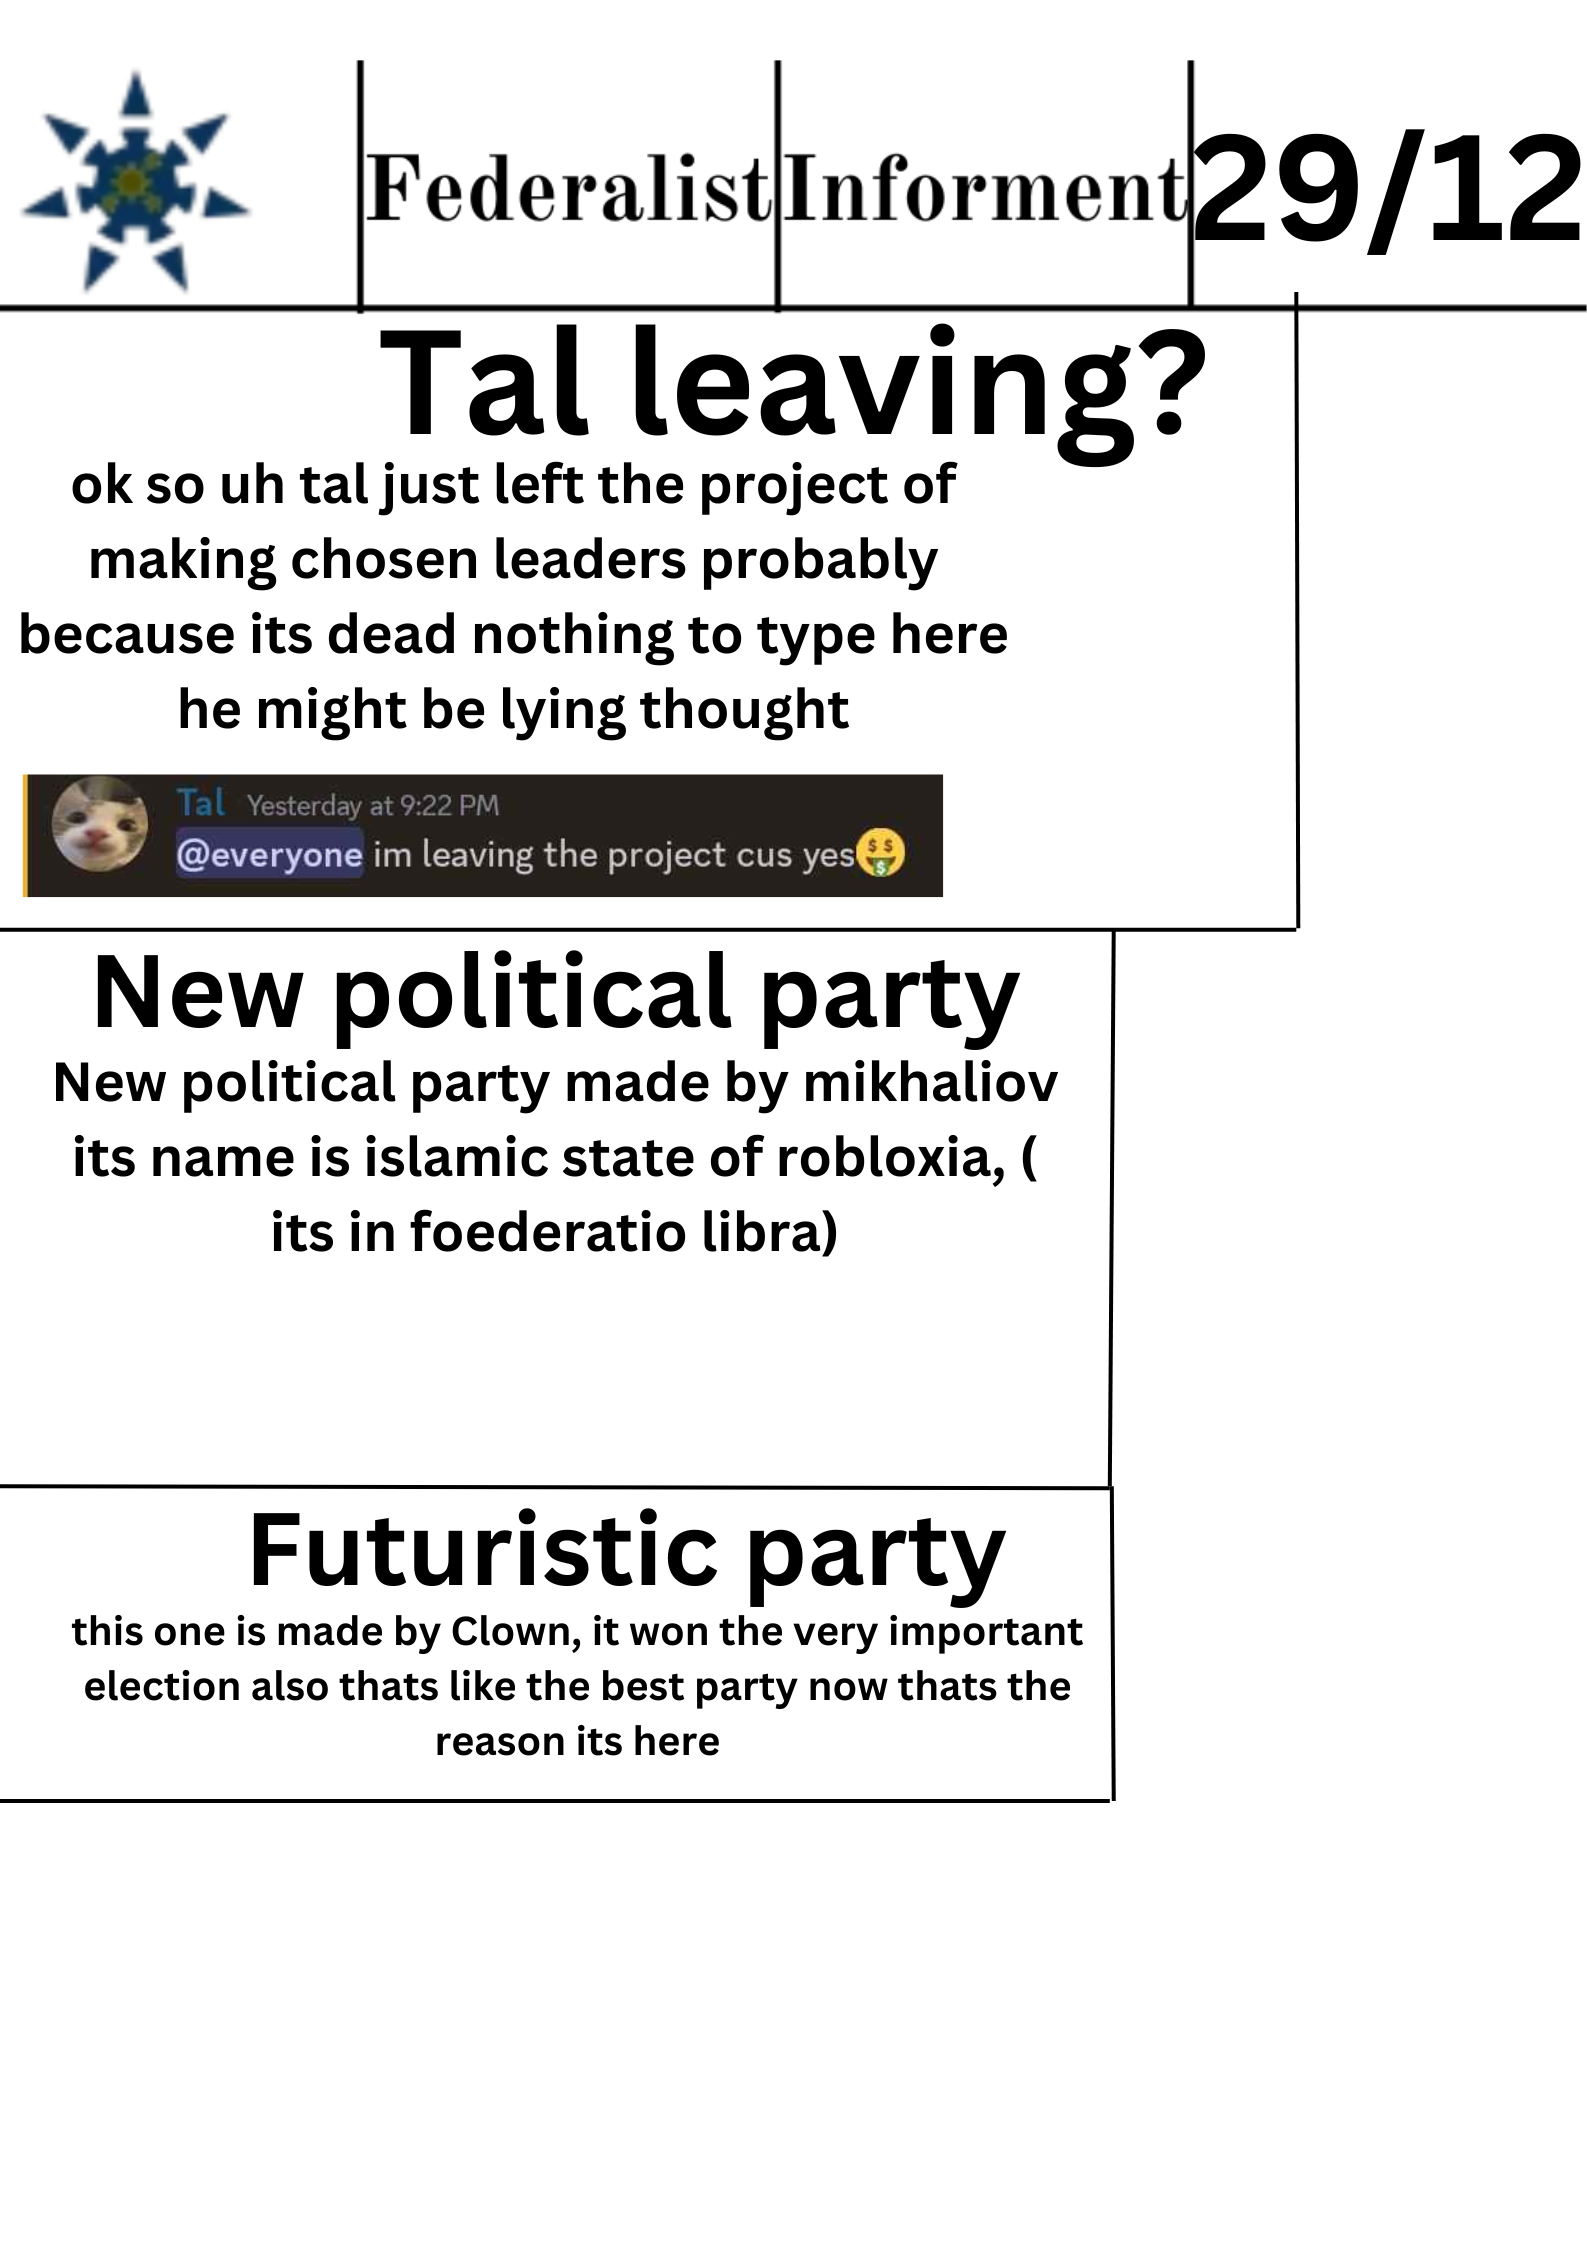 Federalist Informent 29/12
Tal leaving?
ok so uh tal just left the project of
making chosen leaders probably
because its dead nothing to type here
he might be lying thought
Tal Yesterday at 9:22 PM
@everyone im leaving the project cus yes🤑
New political party
New political party made by mikhaliov
its name is islamic state of robloxia, (
its in foederatio libra)
Futuristic party
this one is made by Clown, it won the very important
election also thats like the best party now thats the
reason its here